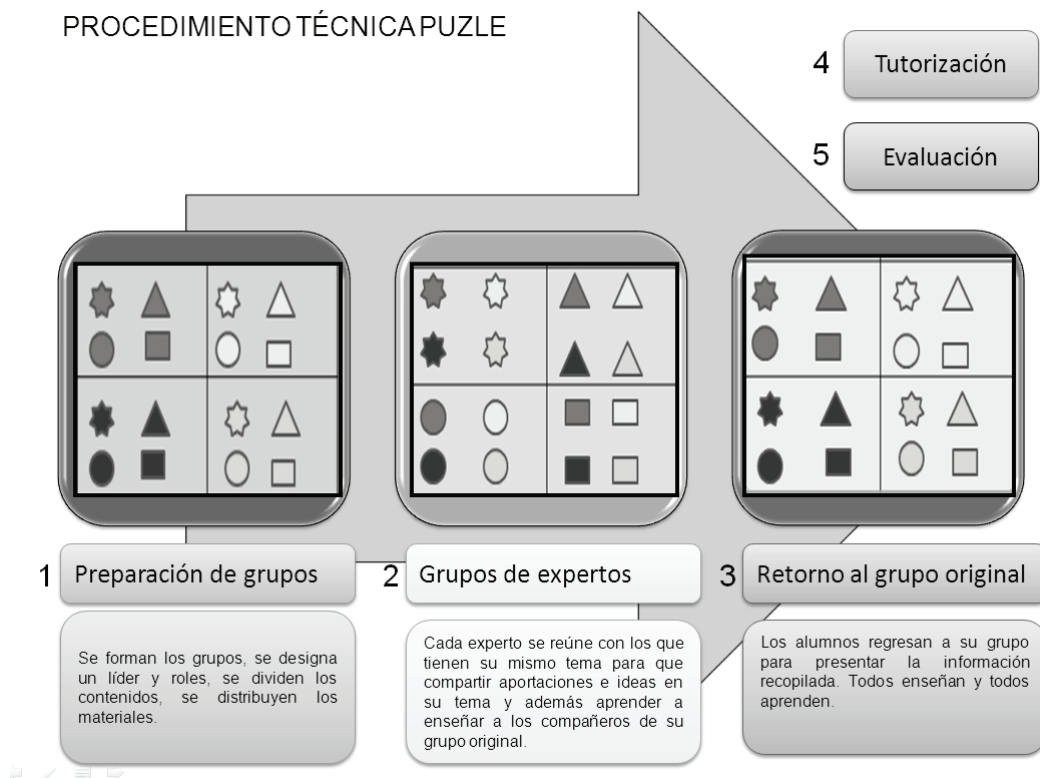 PROCEDIMIENTO TÉCNICA PUZLE
4 Tutorización
5 Evaluación
1 Preparación de grupos
Se forman los grupos, se designa
un líder y roles, se dividen los
contenidos, se distribuyen los
materiales.
2 Grupos de expertos
Cada experto se reúne con los que
tienen su mismo tema para que
compartir aportaciones e ideas en
su tema y además aprender a
enseñar a los compañeros de su
grupo original.
3 Retorno al grupo original
Los alumnos regresan a su grupo
para presentar la información
recopilada. Todos enseñan y todos
aprenden.